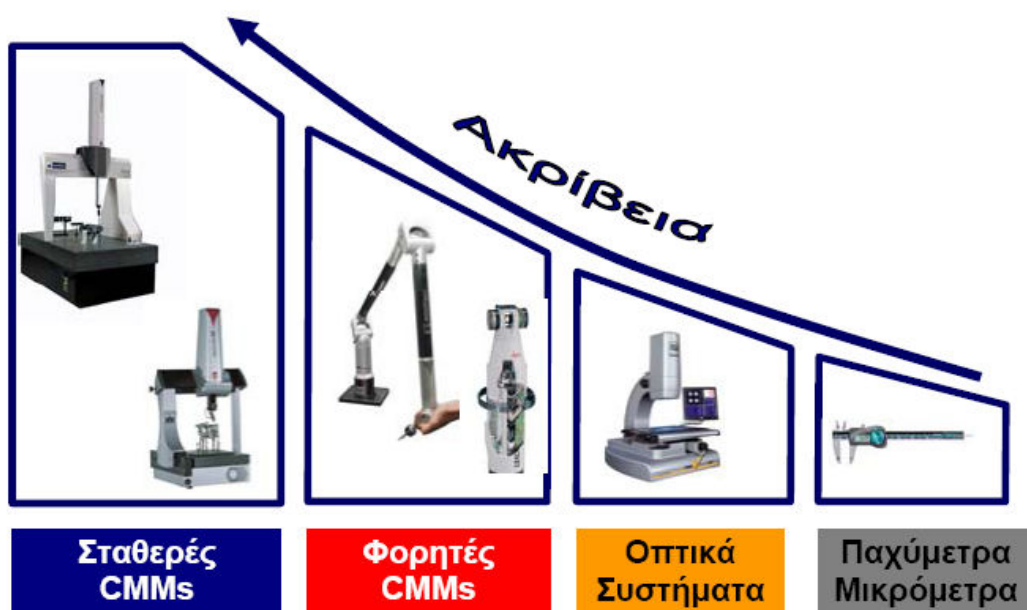 Ακρίβεια
Σταθερές
CMMs
Φορητές
CMMs
Οπτικά
Συστήματα
Παχύμετρα
Μικρόμετρα